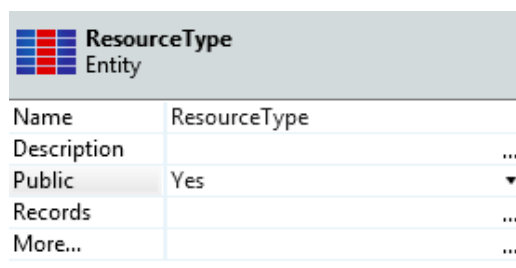 ResourceType
Entity
Name ResourceType
Description ...
Public Yes
Records ...
More... ...